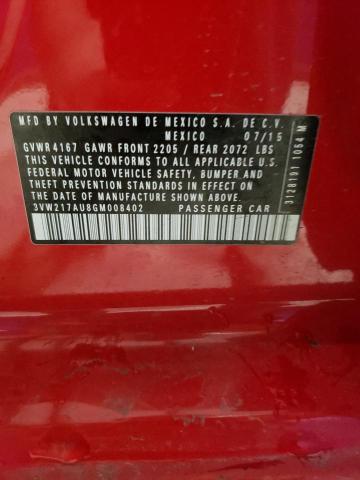 MFD BY VOLKSWAGEN DE MEXICO S.A. DE C.V.
MEXICO 07/15
GVWR 4167 GAWR FRONT 2205 / REAR 2072 LBS
THIS VEHICLE CONFORMS TO ALL APPLICABLE U.S.
FEDERAL MOTOR VEHICLE SAFETY, BUMPER, AND
THEFT PREVENTION STANDARDS IN EFFECT ON
THE DATE OF MANUFACTURE SHOWN ABOVE.
3VW217AU8GM008402 PASSENGER CAR
3128191 1054 M